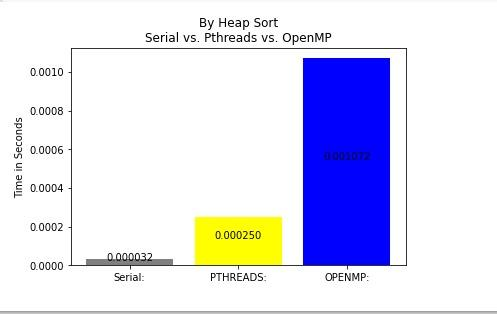 By Heap Sort
Serial vs. Pthreads vs. OpenMP
Time in Seconds
0.0010
0.0008
0.0006
0.0004
0.0002
0.0000
0.000032
0.000250
0.001072
Serial:
PTHREADS:
OPENMP: